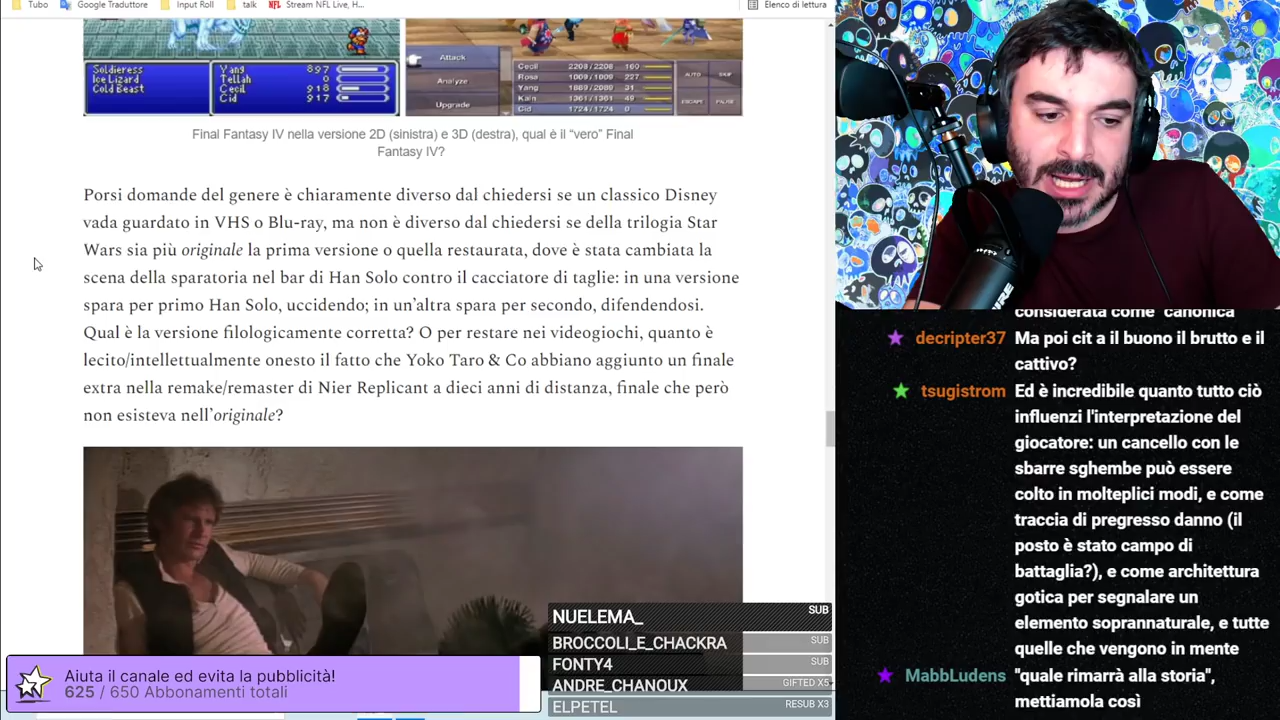 Tubo
Google Traduttore
Input Roll
talk
Stream NFL Live, H...
Elenco di lettura
Soldieress
Ice Lizard
Cold Beast
Yang 897
Tellah 0
Cecil 918
Cid 917
Attack
Analyze
Upgrade
Cecil 2208/2208 160
Rosa 1009/1009 227
Yang 1889/2089 31
Kain 1361/1361 49
Cid 1724/1724 0
AUTO
ESCAPE
PAUSE
Final Fantasy IV nella versione 2D (sinistra) e 3D (destra), qual è il “vero” Final
Fantasy IV?
Porsi domande del genere è chiaramente diverso dal chiedersi se un classico Disney
vada guardato in VHS o Blu-ray, ma non è diverso dal chiedersi se della trilogia Star
Wars sia più originale la prima versione o quella restaurata, dove è stata cambiata la
scena della sparatoria nel bar di Han Solo contro il cacciatore di taglie: in una versione
spara per primo Han Solo, uccidendo; in un’altra spara per secondo, difendendosi.
Qual è la versione filologicamente corretta? O per restare nei videogiochi, quanto è
lecito/intellettualmente onesto il fatto che Yoko Taro & Co abbiano aggiunto un finale
extra nella remake/remaster di Nier Replicant a dieci anni di distanza, finale che però
non esisteva nell’originale?
considerata come "canonica"
decripter37 Ma poi cit a il buono il brutto e il
cattivo?
tsugistrom Ed è incredibile quanto tutto ciò
influenzi l'interpretazione del
giocatore: un cancello con le
sbarre sghembe può essere
colto in molteplici modi, e come
traccia di pregresso danno (il
posto è stato campo di
battaglia?), e come architettura
gotica per segnalare un
elemento soprannaturale, e tutte
quelle che vengono in mente
MabbLudens "quale rimarrà alla storia",
mettiamola così
NUELEMA_ SUB
BROCCOLI_E_CHACKRA SUB
FONTY4 SUB
ANDRE_CHANOUX GIFTED X5
ELPETEL RESUB X3
Aiuta il canale ed evita la pubblicità!
625 / 650 Abbonamenti totali